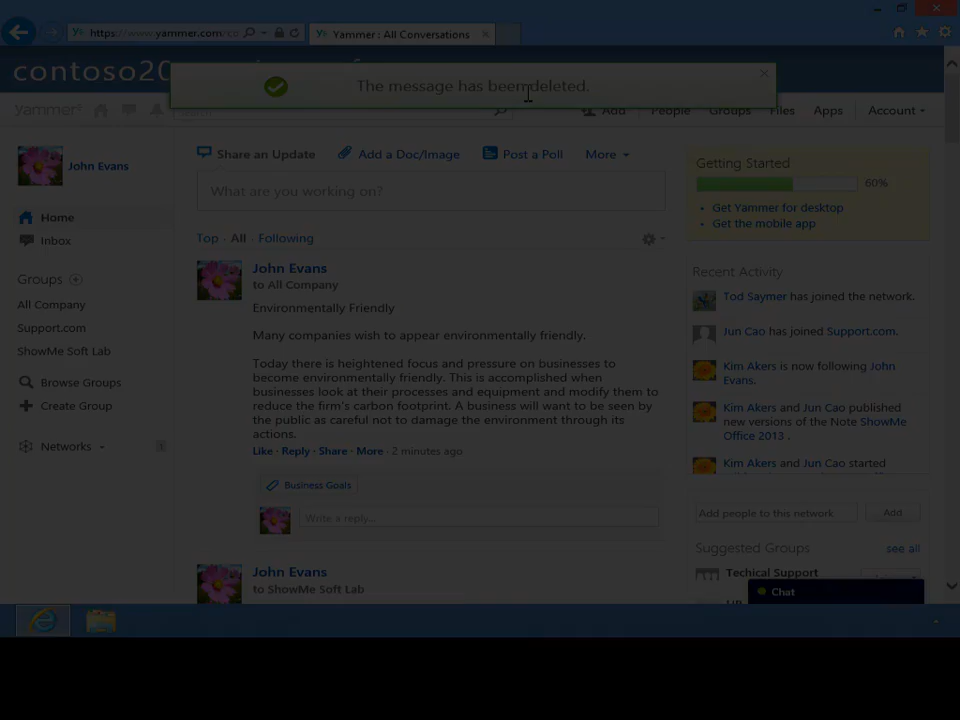 https://www.yammer.com/co
Yammer : All Conversations
contoso20
The message has been deleted.
yammer
Search
Add
People
Groups
Files
Apps
Account
John Evans
Share an Update
Add a Doc/Image
Post a Poll
More
What are you working on?
Getting Started
60%
Get Yammer for desktop
Get the mobile app
Home
Inbox
Top · All · Following
Groups
All Company
Support.com
ShowMe Soft Lab
Browse Groups
Create Group
Networks
John Evans
to All Company
Environmentally Friendly
Many companies wish to appear environmentally friendly.
Today there is heightened focus and pressure on businesses to
become environmentally friendly. This is accomplished when
businesses look at their processes and equipment and modify them to
reduce the firm's carbon footprint. A business will want to be seen by
the public as careful not to damage the environment through its
actions.
Like · Reply · Share · More · 2 minutes ago
Business Goals
Write a reply...
John Evans
to ShowMe Soft Lab
Recent Activity
Tod Saymer has joined the network.
Jun Cao has joined Support.com.
Kim Akers is now following John
Evans.
Kim Akers and Jun Cao published
new versions of the Note ShowMe
Office 2013 .
Kim Akers and Jun Cao started
Add people to this network
Add
Suggested Groups
see all
Techical Support
Chat